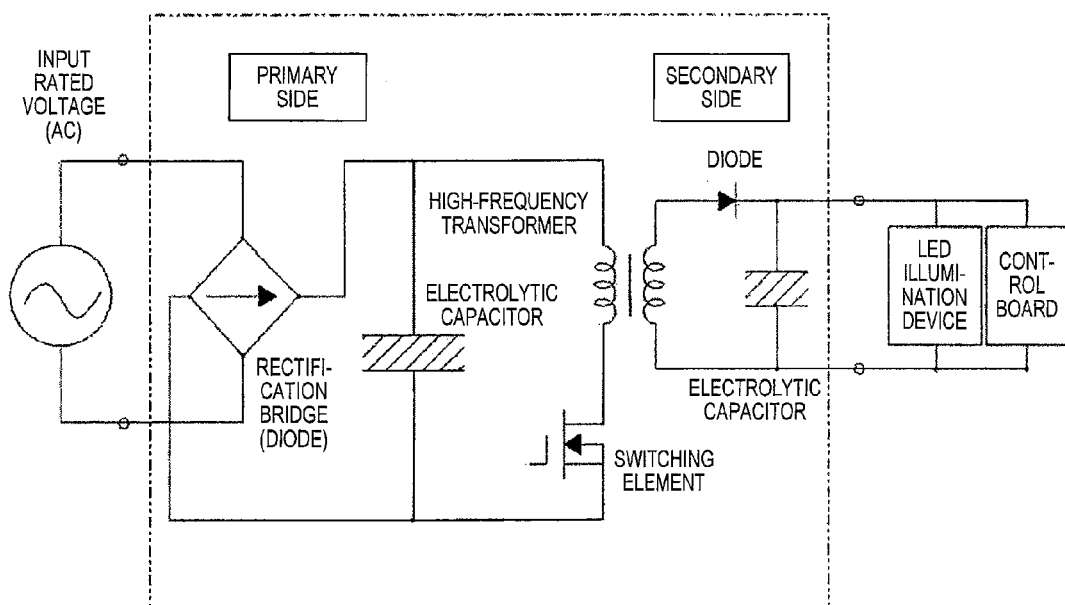 INPUT
RATED
VOLTAGE
(AC)
PRIMARY
SIDE
SECONDARY
SIDE
DIODE
HIGH-FREQUENCY
TRANSFORMER
ELECTROLYTIC
CAPACITOR
RECTIFI-
CATION
BRIDGE
(DIODE)
SWITCHING
ELEMENT
ELECTROLYTIC
CAPACITOR
LED
ILLUMI-
NATION
DEVICE
CONT-
ROL
BOARD